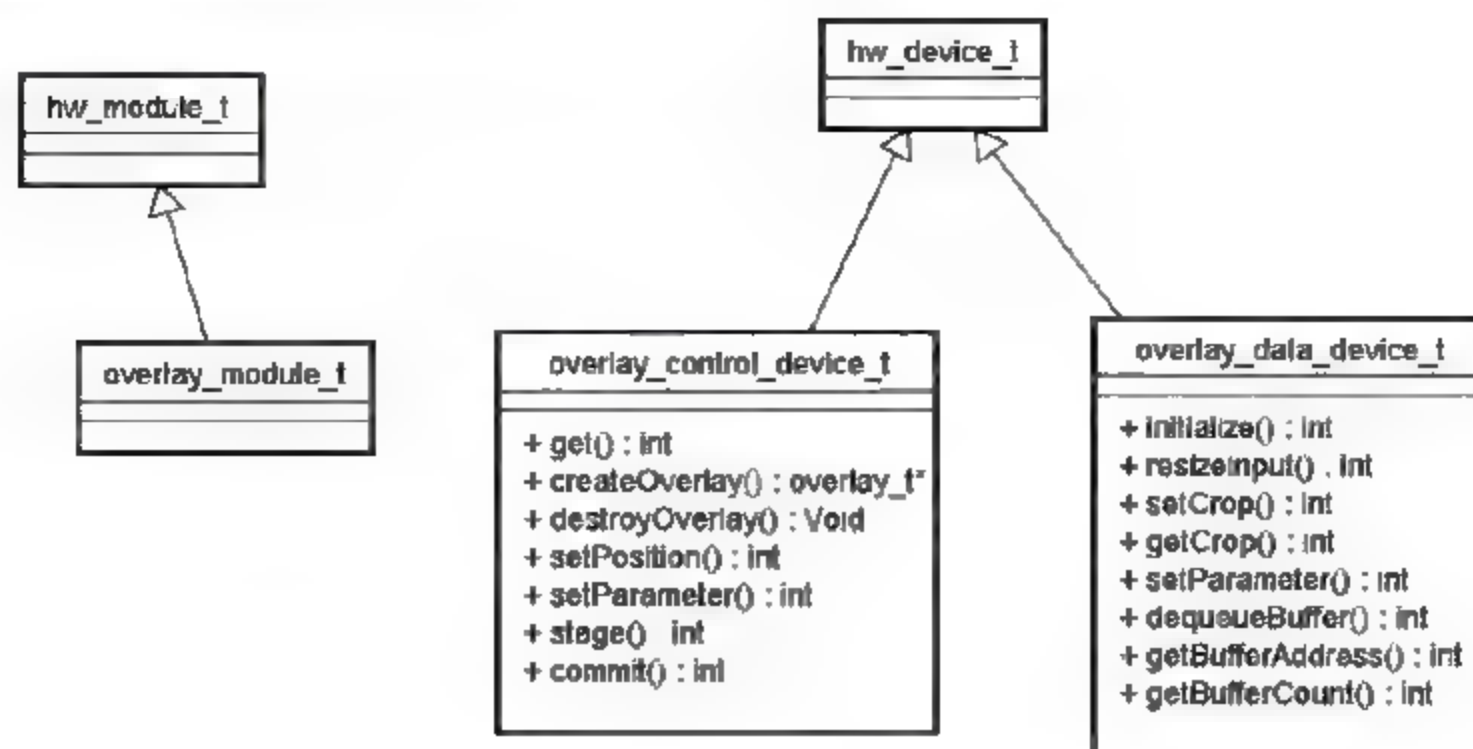 hw_device_t
hw_module_t
overlay_module_t
overlay_control_device_t
+ get() : int
+ createOverlay() : overlay_t*
+ destroyOverlay() : Void
+ setPosition() : int
+ setParameter() : int
+ stage() : int
+ commit() : int
overlay_data_device_t
+ initialize() : int
+ resizeInput() : int
+ setCrop() : int
+ getCrop() : int
+ setParameter() : int
+ dequeueBuffer() : int
+ getBufferAddress() : int
+ getBufferCount() : int